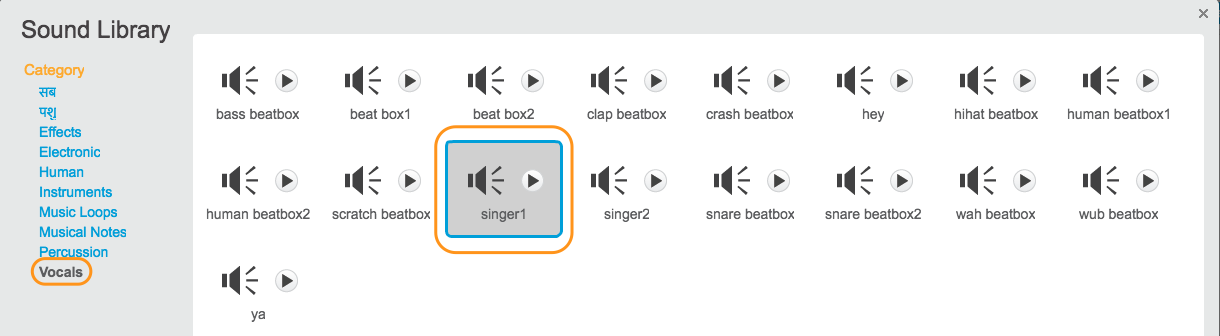 Sound Library
Category
सब
पशु
Effects
Electronic
Human
Instruments
Music Loops
Musical Notes
Percussion
Vocals
bass beatbox beat box1 beat box2 clap beatbox crash beatbox hey hihat beatbox human beatbox1
human beatbox2 scratch beatbox singer1 singer2 snare beatbox snare beatbox2 wah beatbox wub beatbox
ya